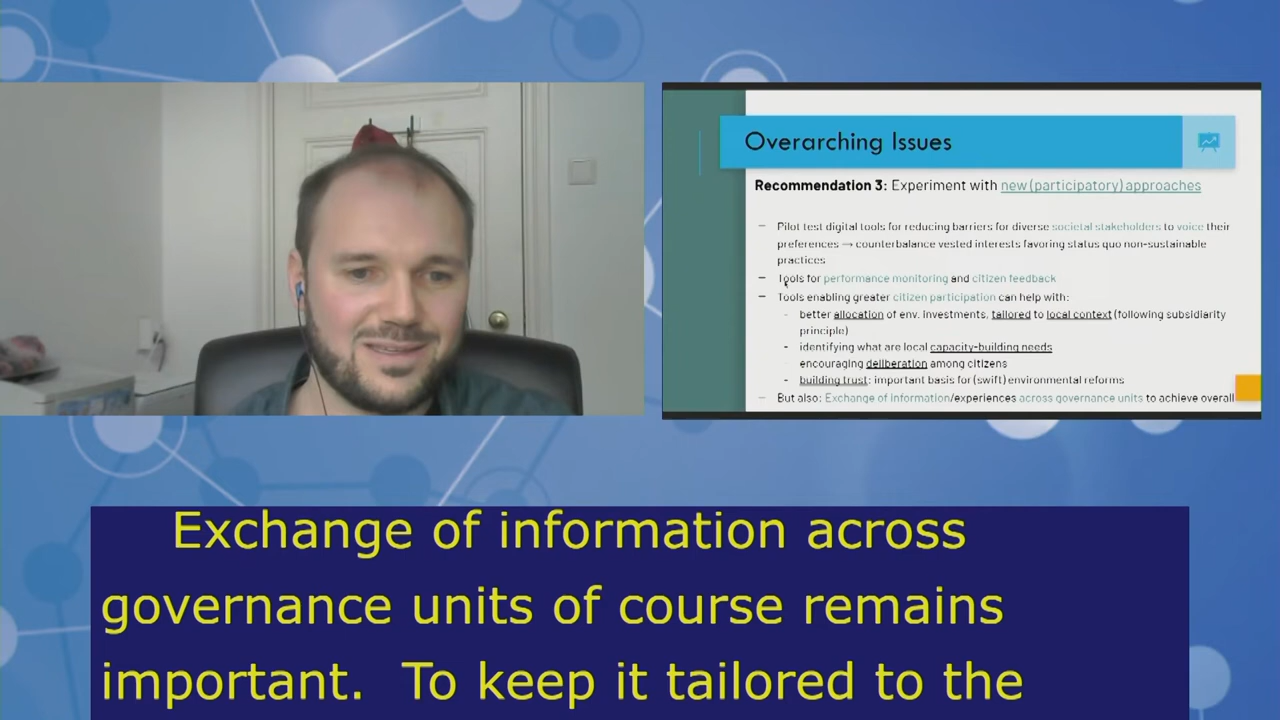 Overarching Issues
Recommendation 3: Experiment with new (participatory) approaches
– Pilot test digital tools for reducing barriers for diverse societal stakeholders to voice their
preferences → counterbalance vested interests favoring status quo non-sustainable
practices
– Tools for performance monitoring and citizen feedback
– Tools enabling greater citizen participation can help with:
- better allocation of env. investments, tailored to local context (following subsidiarity
principle)
- identifying what are local capacity-building needs
- encouraging deliberation among citizens
- building trust: important basis for (swift) environmental reforms
– But also: Exchange of information/experiences across governance units to achieve overall
Exchange of information across
governance units of course remains
important. To keep it tailored to the